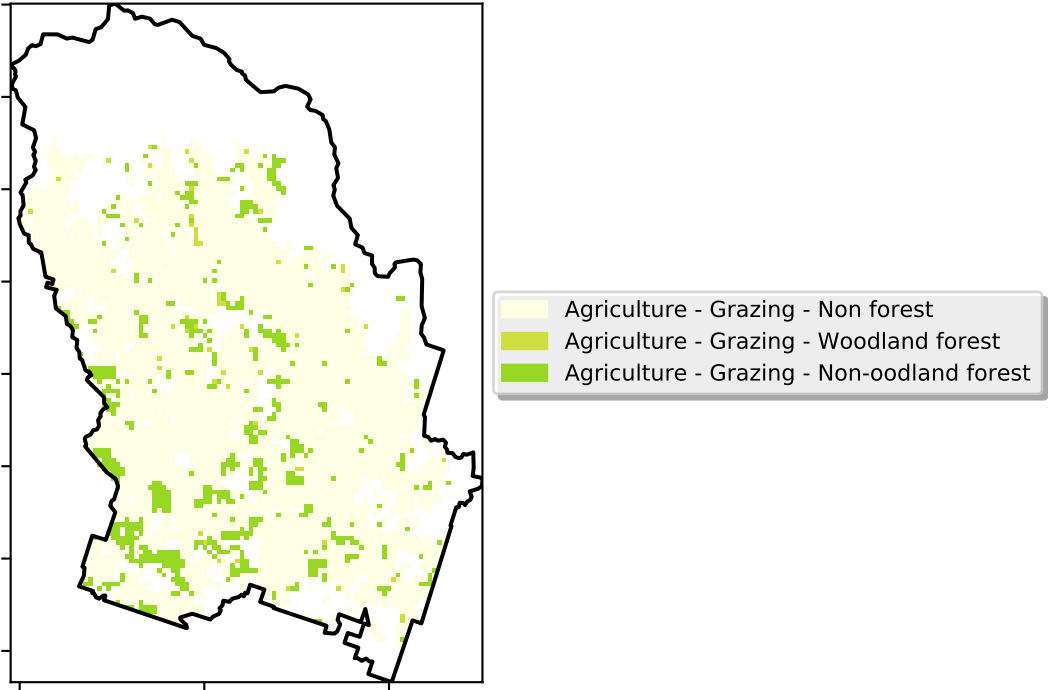 Agriculture - Grazing - Non forest
Agriculture - Grazing - Woodland forest
Agriculture - Grazing - Non-oodland forest